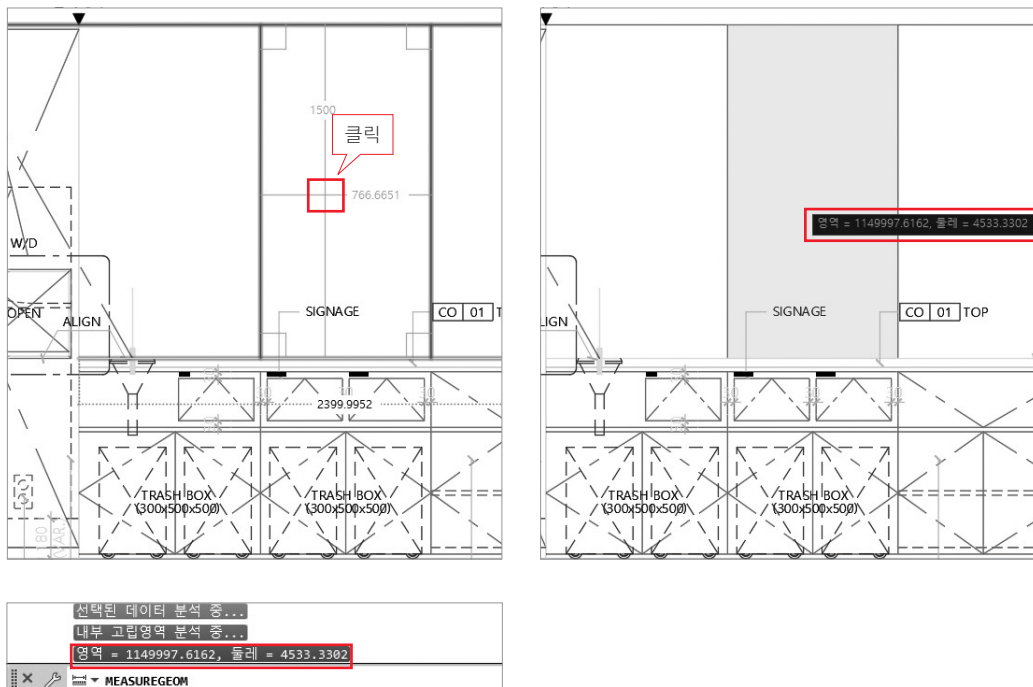 1500
클릭
766.6651
W/D
OPEN
ALIGN
SIGNAGE
CO 01 T
2399.9952
TRASH BOX
(300x500x500)
TRASH BOX
(300x500x500)
80
영역 = 1149997.6162, 둘레 = 4533.3302
SIGNAGE
CO 01 TOP
LIGN
TRASH BOX
(300x500x500)
TRASH BOX
(300x500x500)
선택된 데이터 분석 중...
내부 고립영역 분석 중...
영역 = 1149997.6162, 둘레 = 4533.3302
MEASUREGEOM